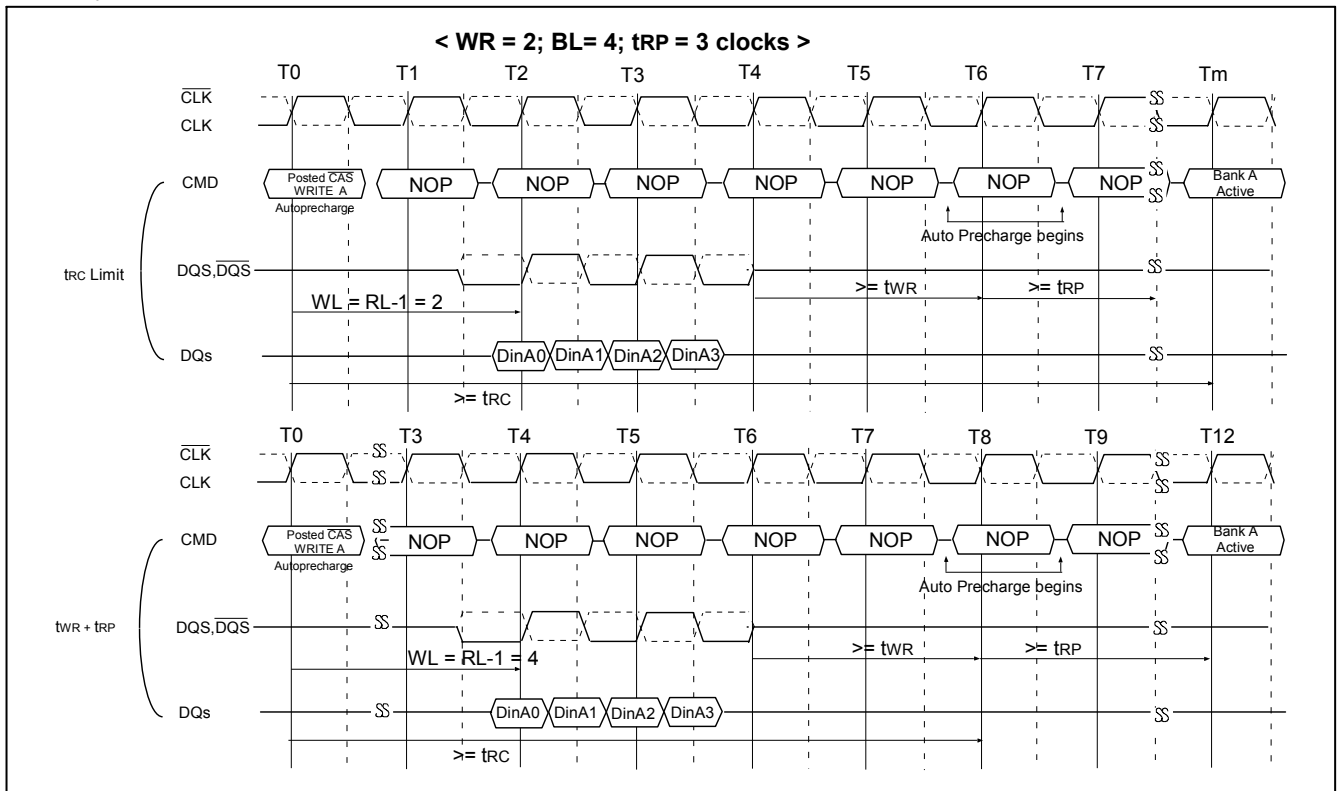 < WR = 2; BL= 4; tRP = 3 clocks >
T0 T1 T2 T3 T4 T5 T6 T7 Tm
CLK
CLK
CMD Posted CAS WRITE A NOP NOP NOP NOP NOP NOP NOP Bank A Active
Autoprecharge
Auto Precharge begins
tRC Limit
DQS,DQS
>= tWR >= tRP
WL = RL-1 = 2
DQs DinA0 DinA1 DinA2 DinA3
>= tRC
T0 T3 T4 T5 T6 T7 T8 T9 T12
CLK
CLK
CMD Posted CAS WRITE A NOP NOP NOP NOP NOP NOP NOP Bank A Active
Autoprecharge
Auto Precharge begins
tWR + tRP
DQS,DQS
>= tWR >= tRP
WL = RL-1 = 4
DQs DinA0 DinA1 DinA2 DinA3
>= tRC